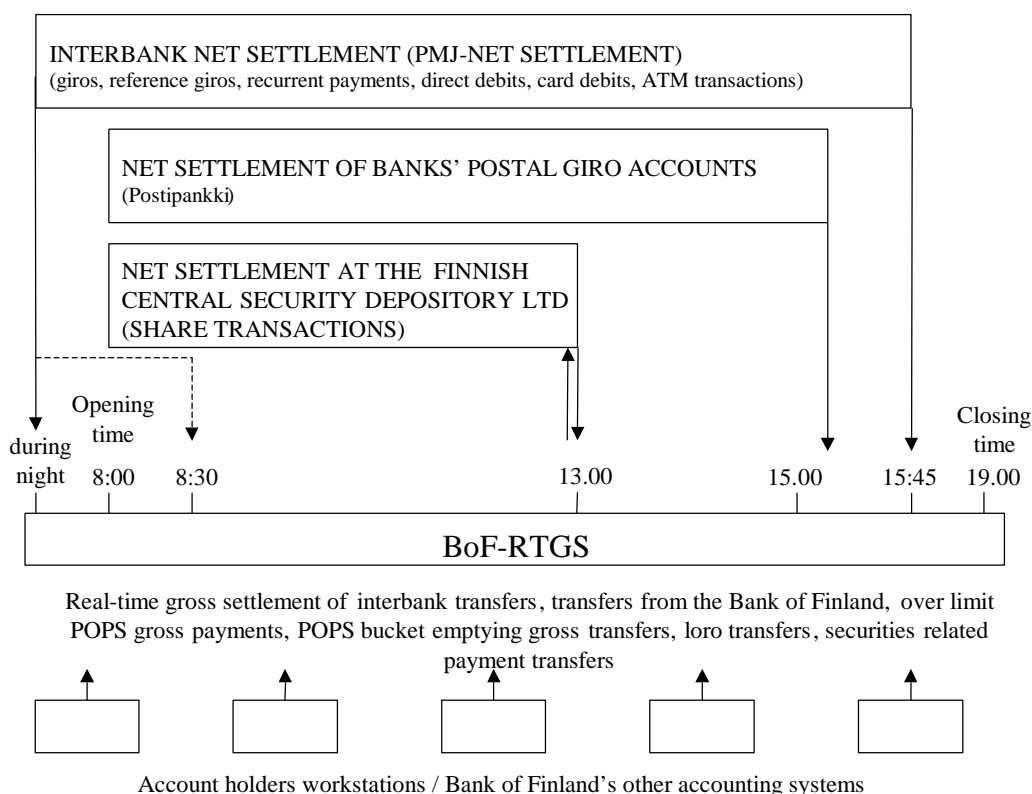 INTERBANK NET SETTLEMENT (PMJ-NET SETTLEMENT)
(giros, reference giros, recurrent payments, direct debits, card debits, ATM transactions)
NET SETTLEMENT OF BANKS' POSTAL GIRO ACCOUNTS
(Postipankki)
NET SETTLEMENT AT THE FINNISH
CENTRAL SECURITY DEPOSITORY LTD
(SHARE TRANSACTIONS)
Opening
time
Closing
time
during
night
8:00
8:30
13.00
15.00
15:45
19.00
BoF-RTGS
Real-time gross settlement of interbank transfers, transfers from the Bank of Finland, over limit
POPS gross payments, POPS bucket emptying gross transfers, loro transfers, securities related
payment transfers
Account holders workstations / Bank of Finland's other accounting systems